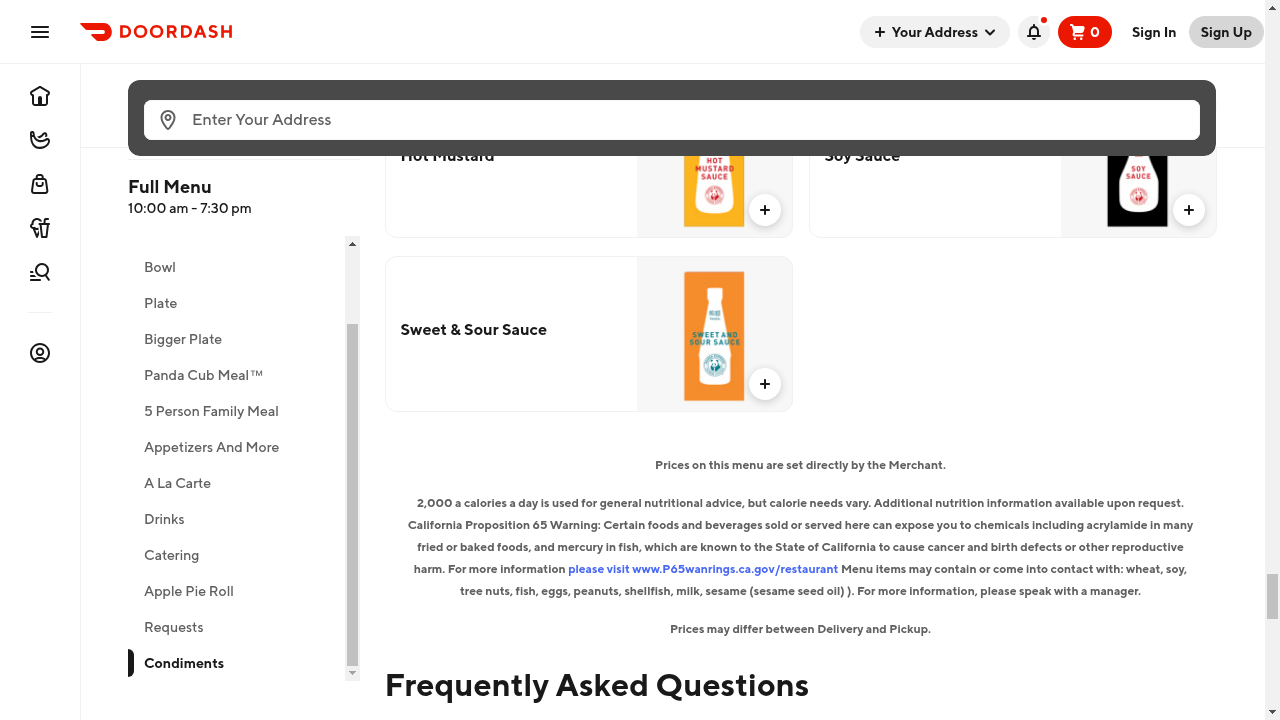 DOORDASH
Your Address
0
Sign In
Sign Up
Enter Your Address
Full Menu
10:00 am - 7:30 pm
Bowl
Plate
Bigger Plate
Panda Cub Meal™
5 Person Family Meal
Appetizers And More
A La Carte
Drinks
Catering
Apple Pie Roll
Requests
Condiments
Hot Mustard
HOT
MUSTARD
SAUCE
Soy Sauce
SOY
SAUCE
Sweet & Sour Sauce
SWEET AND
SOUR SAUCE
Prices on this menu are set directly by the Merchant.
2,000 a calories a day is used for general nutritional advice, but calorie needs vary. Additional nutrition information available upon request.
California Proposition 65 Warning: Certain foods and beverages sold or served here can expose you to chemicals including acrylamide in many
fried or baked foods, and mercury in fish, which are known to the State of California to cause cancer and birth defects or other reproductive
harm. For more information please visit www.P65wanrings.ca.gov/restaurant Menu items may contain or come into contact with: wheat, soy,
tree nuts, fish, eggs, peanuts, shellfish, milk, sesame (sesame seed oil) ). For more information, please speak with a manager.
Prices may differ between Delivery and Pickup.
Frequently Asked Questions